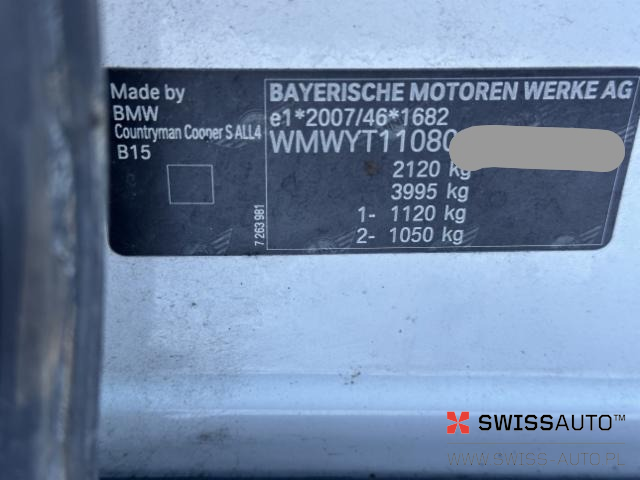 Made by
BMW
Countryman Cooper S ALL4
B15
7 263 981
BAYERISCHE MOTOREN WERKE AG
e1*2007/46*1682
WMWYT11080
2120 kg
3995 kg
1- 1120 kg
2- 1050 kg
SWISSAUTO™
WWW.SWISS-AUTO.PL